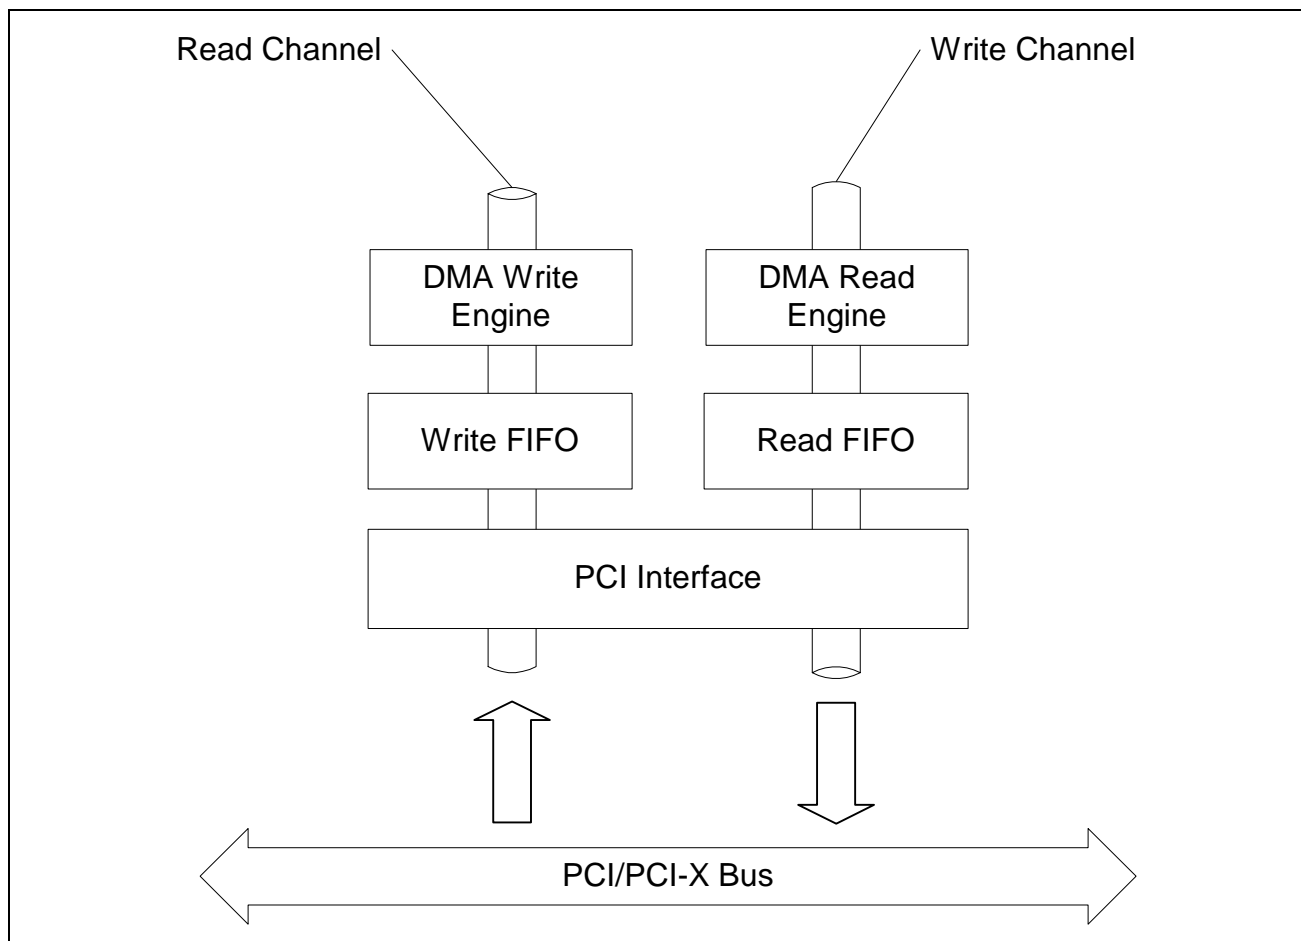 Read Channel
Write Channel
DMA Write
Engine
DMA Read
Engine
Write FIFO
Read FIFO
PCI Interface
PCI/PCI-X Bus